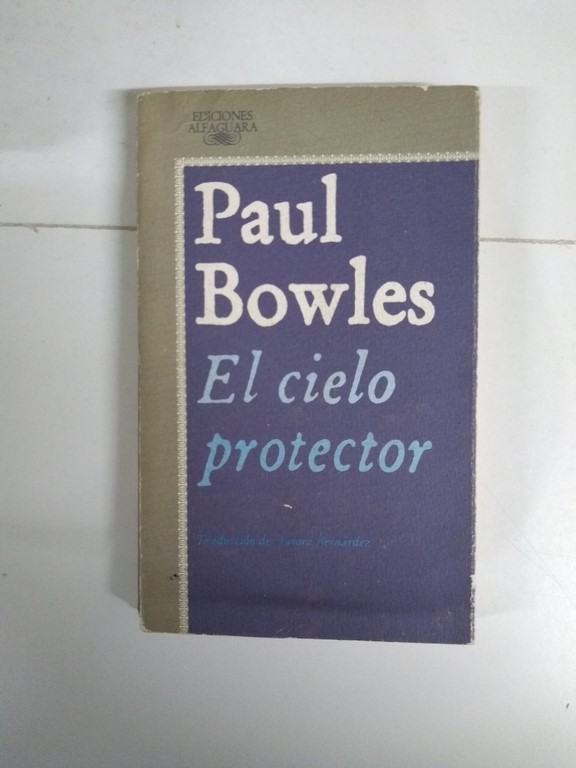 EDICIONES
ALFAGUARA
Paul
Bowles
El cielo
protector
Traducción de Aurora Bernárdez